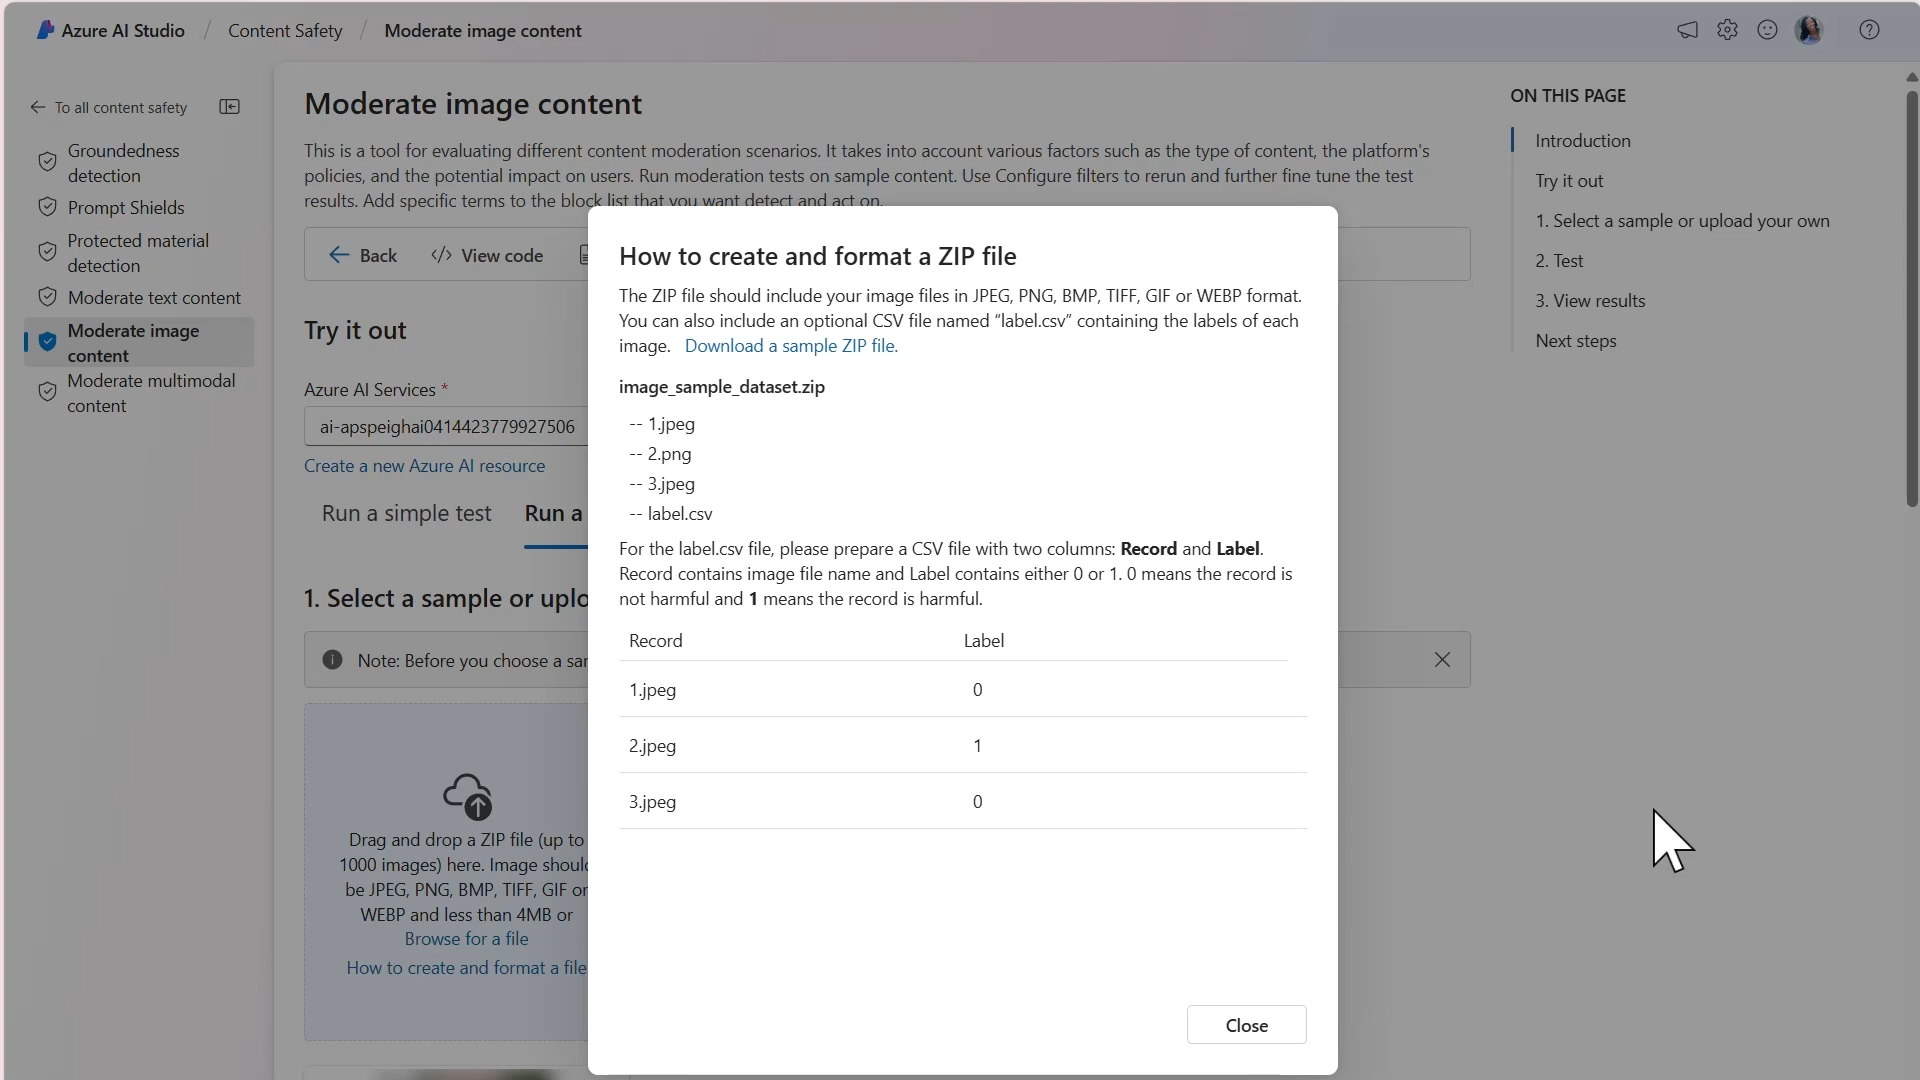 Azure AI Studio / Content Safety / Moderate image content
To all content safety
Groundedness
detection
Prompt Shields
Protected material
detection
Moderate text content
Moderate image
content
Moderate multimodal
content
Moderate image content
This is a tool for evaluating different content moderation scenarios. It takes into account various factors such as the type of content, the platform's
policies, and the potential impact on users. Run moderation tests on sample content. Use Configure filters to rerun and further fine tune the test
results. Add specific terms to the block list that you want detect and act on.
Back
</> View code
Try it out
Azure AI Services *
ai-apspeighai0414423779927506
Create a new Azure AI resource
Run a simple test
Run a
1. Select a sample or uplo
Note: Before you choose a sar
Drag and drop a ZIP file (up to
1000 images) here. Image should
be JPEG, PNG, BMP, TIFF, GIF or
WEBP and less than 4MB or
Browse for a file
How to create and format a file
How to create and format a ZIP file
The ZIP file should include your image files in JPEG, PNG, BMP, TIFF, GIF or WEBP format.
You can also include an optional CSV file named “label.csv” containing the labels of each
image. Download a sample ZIP file.
image_sample_dataset.zip
-- 1.jpeg
-- 2.png
-- 3.jpeg
-- label.csv
For the label.csv file, please prepare a CSV file with two columns: Record and Label.
Record contains image file name and Label contains either 0 or 1. 0 means the record is
not harmful and 1 means the record is harmful.
Record Label
1.jpeg 0
2.jpeg 1
3.jpeg 0
Close
ON THIS PAGE
Introduction
Try it out
1. Select a sample or upload your own
2. Test
3. View results
Next steps